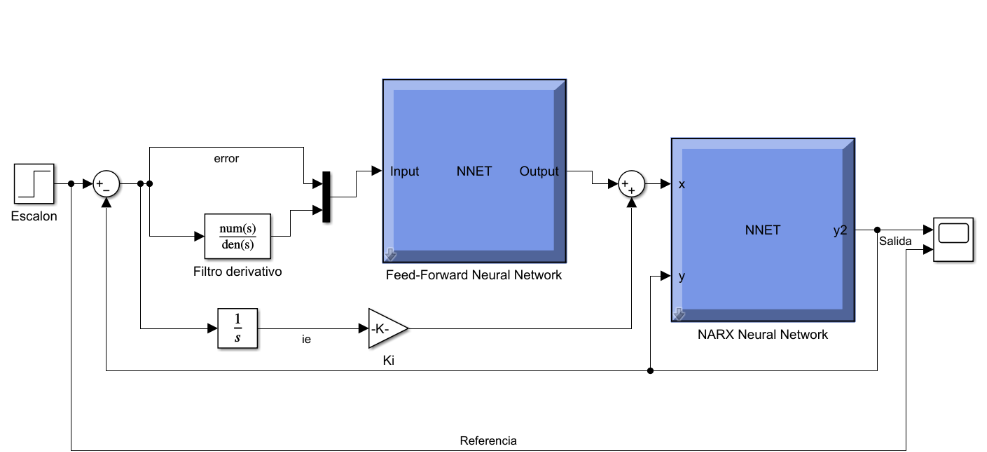 Escalon
+
−
error
num(s)
den(s)
Filtro derivativo
Input
NNET
Output
Feed-Forward Neural Network
1
s
ie
-K-
Ki
+
+
x
y
NNET
y2
NARX Neural Network
Salida
Referencia